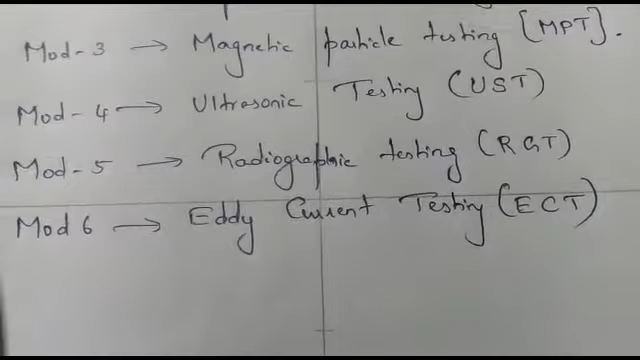 Mod-3 → Magnetic particle testing [MPT].
Mod-4 → Ultrasonic Testing (UST)
Mod-5 → Radiographic testing (RGT)
Mod 6 → Eddy Current Testing (ECT)